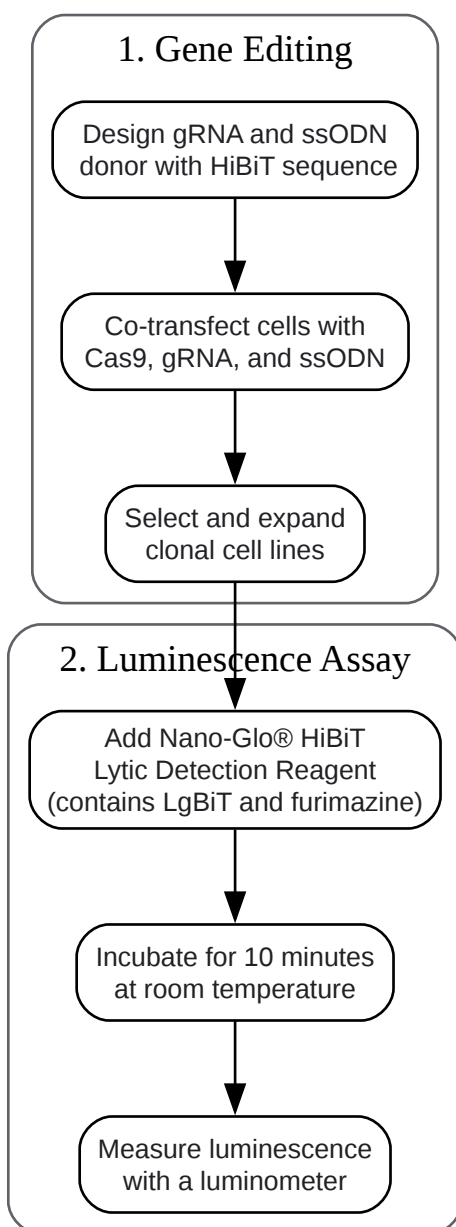 1. Gene Editing
Design gRNA and ssODN
donor with HiBiT sequence
Co-transfect cells with
Cas9, gRNA, and ssODN
Select and expand
clonal cell lines
2. Luminescence Assay
Add Nano-Glo® HiBiT
Lytic Detection Reagent
(contains LgBiT and furimazine)
Incubate for 10 minutes
at room temperature
Measure luminescence
with a luminometer